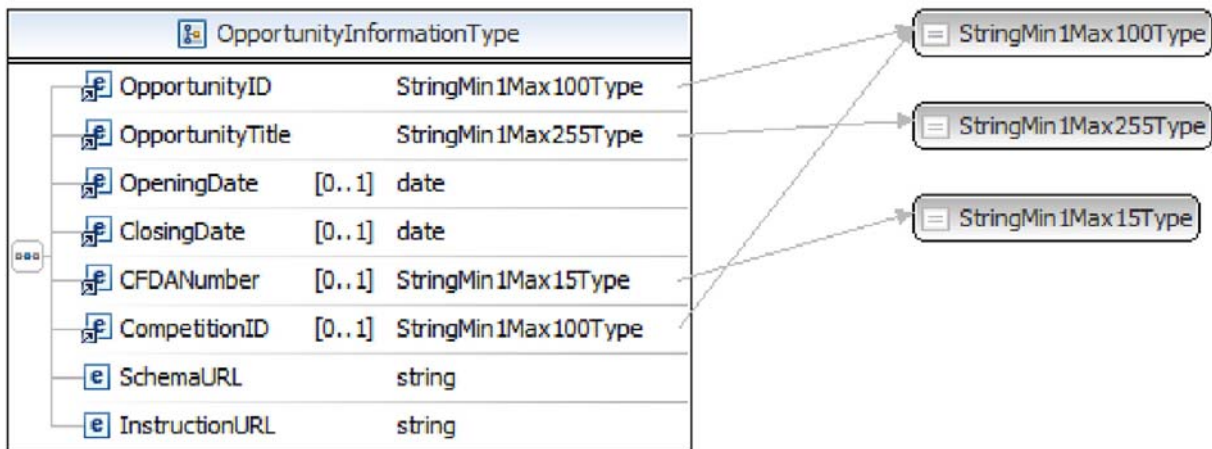 OpportunityInformationType
OpportunityID StringMin1Max100Type
OpportunityTitle StringMin1Max255Type
OpeningDate [0..1] date
ClosingDate [0..1] date
CFDANumber [0..1] StringMin1Max15Type
CompetitionID [0..1] StringMin1Max100Type
e SchemaURL string
e InstructionURL string
StringMin1Max100Type
StringMin1Max255Type
StringMin1Max15Type